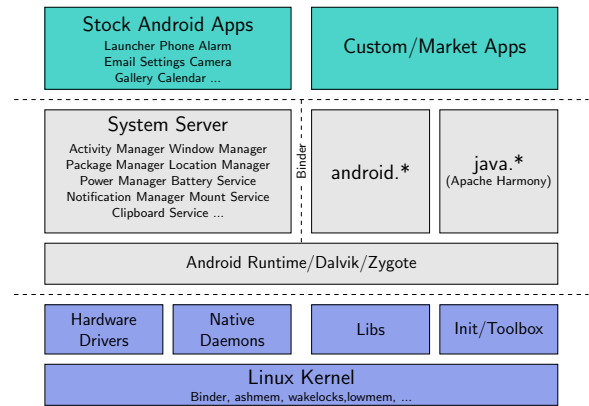 Stock Android Apps
Launcher Phone Alarm
Email Settings Camera
Gallery Calendar ...
Custom/Market Apps
System Server
Activity Manager Window Manager
Package Manager Location Manager
Power Manager Battery Service
Notification Manager Mount Service
Clipboard Service ...
Binder
android.*
java.*
(Apache Harmony)
Android Runtime/Dalvik/Zygote
Hardware
Drivers
Native
Daemons
Libs
Init/Toolbox
Linux Kernel
Binder, ashmem, wakelocks,lowmem, ...